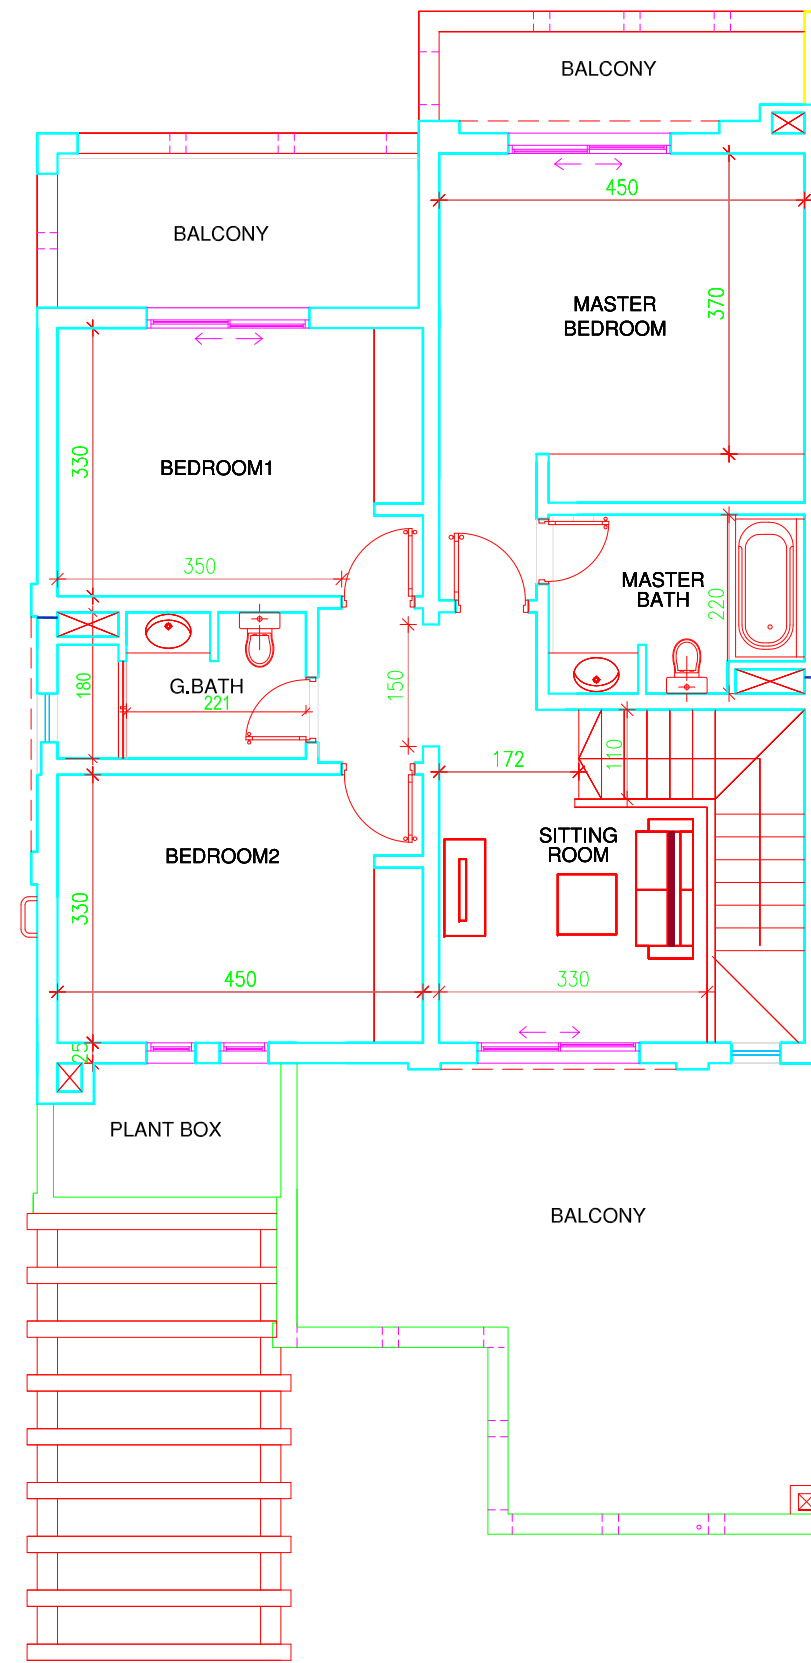 BALCONY
450
BALCONY
MASTER
BEDROOM
370
BEDROOM1
330
350
MASTER
BATH
220
G.BATH
221
180
150
110
172
SITTING
ROOM
BEDROOM2
330
450
330
25
PLANT BOX
BALCONY